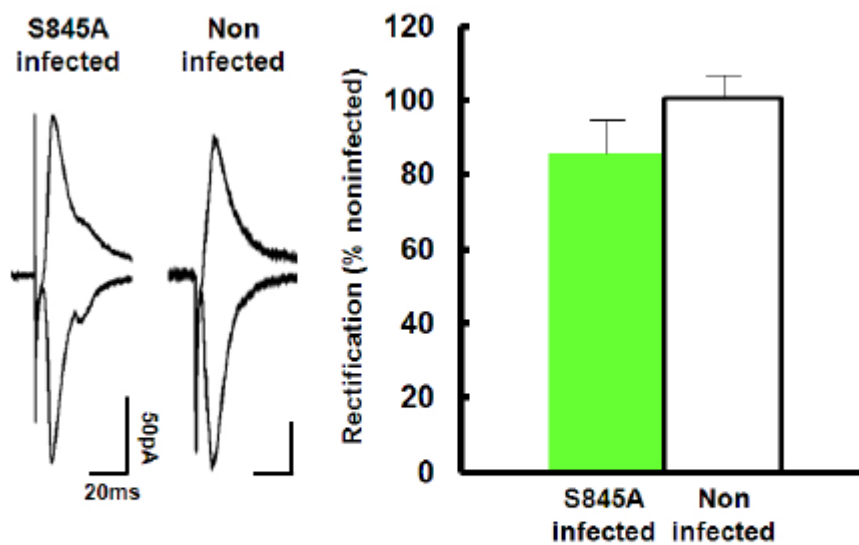 S845A
infected
Non
infected
50pA
20ms
Rectification (% noninfected)
120
100
80
60
40
20
0
S845A
infected
Non
infected